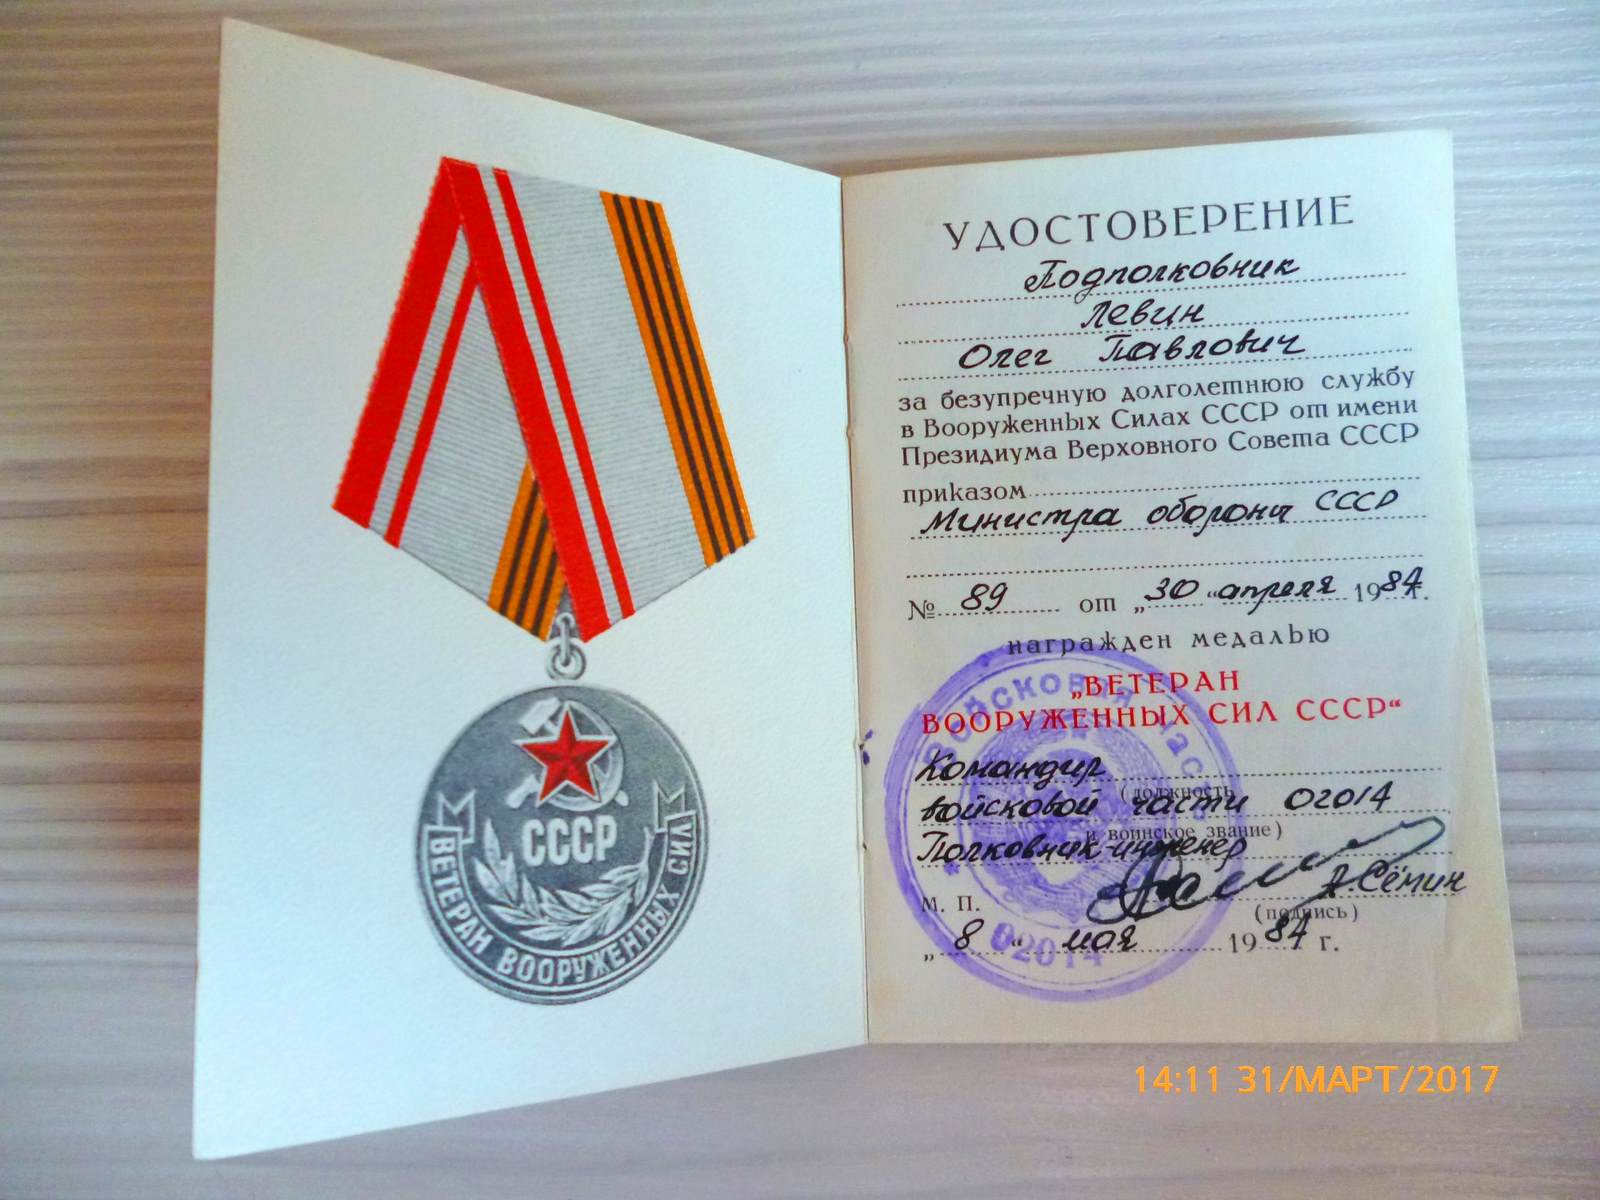 СССР
ВЕТЕРАН ВООРУЖЕННЫХ СИЛ
УДОСТОВЕРЕНИЕ
Подполковник
Левин
Олег Павлович
за безупречную долголетнюю службу
в Вооруженных Силах СССР от имени
Президиума Верховного Совета СССР
приказом
Министра обороны СССР
№ 89 от „30“ апреля 1984 г.
награжден медалью
„ВЕТЕРАН
ВООРУЖЕННЫХ СИЛ СССР“
Командир
(должность
войсковой части 02014
и воинское звание)
Полковник-инженер
А.Сёмин
М. П.
(подпись)
„8“ мая 1984 г.
Войсковая часть
02014
14:11 31/МАРТ/2017